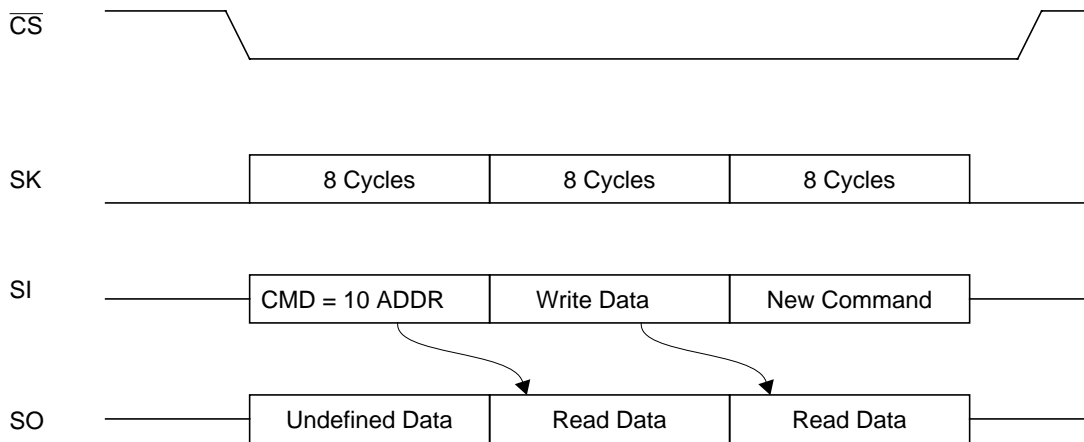 C̅S̅
SK 8 Cycles 8 Cycles 8 Cycles
SI CMD = 10 ADDR Write Data New Command
SO Undefined Data Read Data Read Data